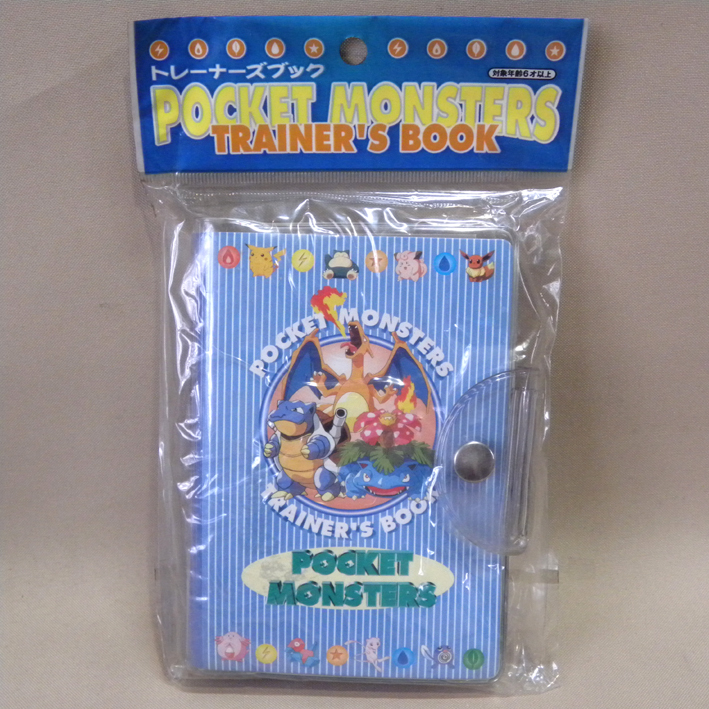 トレーナーズブック
対象年齢6才以上
POCKET MONSTERS
TRAINER'S BOOK
POCKET MONSTERS
TRAINER'S BOOK
POCKET
MONSTERS